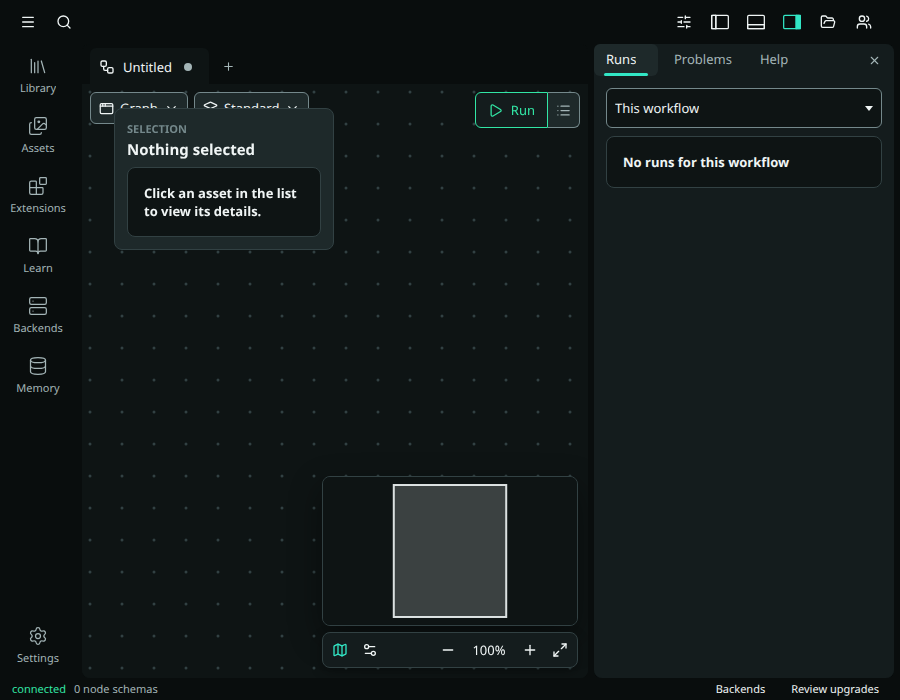 Untitled
Library
Assets
Extensions
Learn
Backends
Memory
Settings
Graph
Standard
Run
SELECTION
Nothing selected
Click an asset in the list
to view its details.
100%
Runs
Problems
Help
This workflow
No runs for this workflow
connected
0 node schemas
Backends
Review upgrades